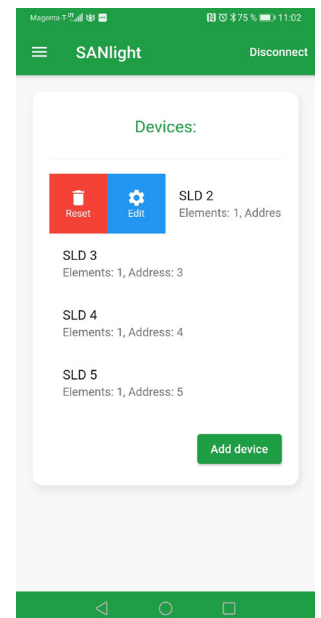 Magenta-T- 75 % 11:02
SANlight Disconnect
Devices:
Reset Edit
SLD 2
Elements: 1, Addres
SLD 3
Elements: 1, Address: 3
SLD 4
Elements: 1, Address: 4
SLD 5
Elements: 1, Address: 5
Add device